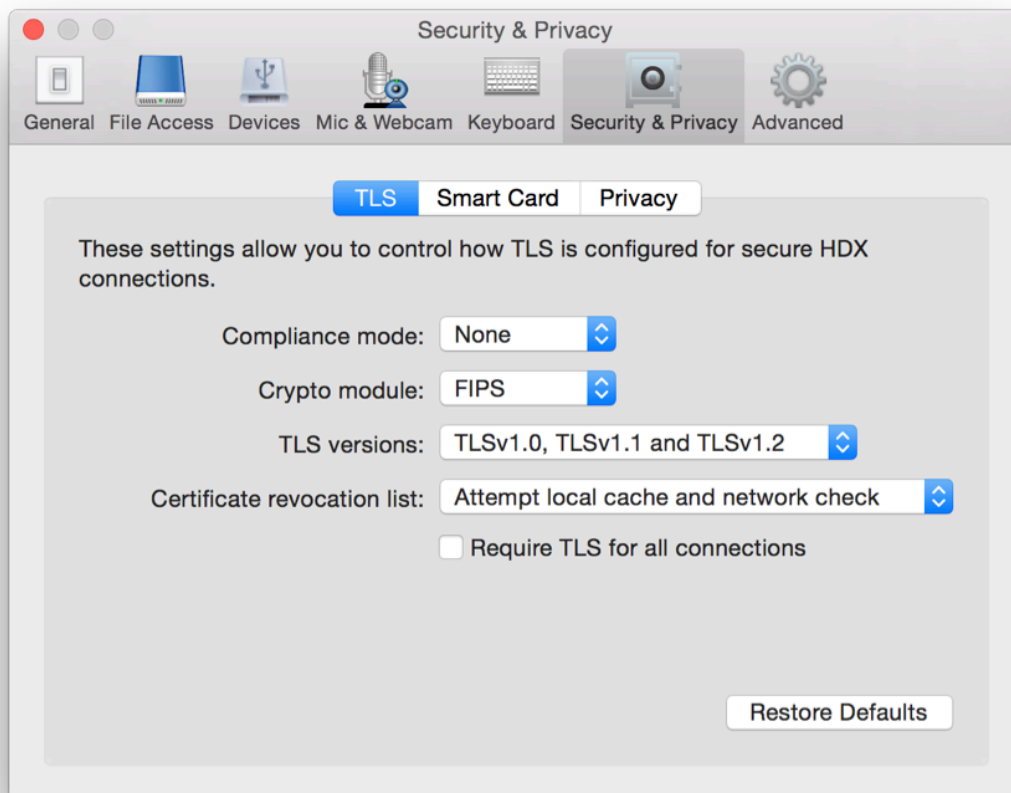 Security & Privacy
General File Access Devices Mic & Webcam Keyboard Security & Privacy Advanced
TLS Smart Card Privacy
These settings allow you to control how TLS is configured for secure HDX
connections.
Compliance mode: None
Crypto module: FIPS
TLS versions: TLSv1.0, TLSv1.1 and TLSv1.2
Certificate revocation list: Attempt local cache and network check
Require TLS for all connections
Restore Defaults